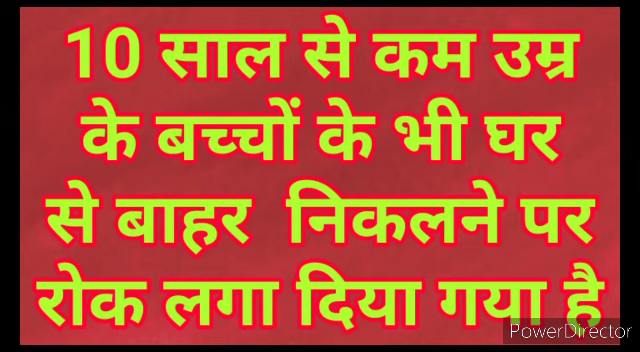 10 साल से कम उम्र
के बच्चों के भी घर
से बाहर निकलने पर
रोक लगा दिया गया है
PowerDirector